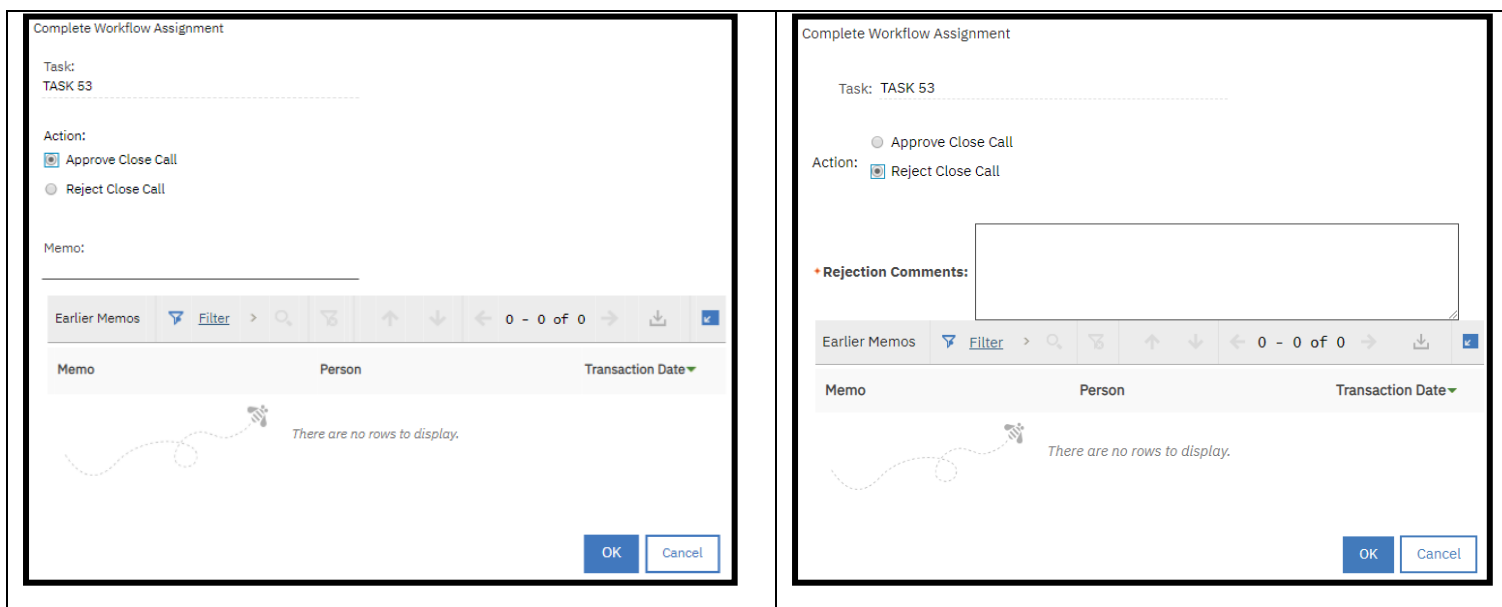 Complete Workflow Assignment
Task:
TASK 53
Action:
Approve Close Call
Reject Close Call
Memo:
Earlier Memos Filter > 0 - 0 of 0
Memo Person Transaction Date
There are no rows to display.
OK Cancel
Complete Workflow Assignment
Task: TASK 53
Approve Close Call
Action:
Reject Close Call
*Rejection Comments:
Earlier Memos Filter > 0 - 0 of 0
Memo Person Transaction Date
There are no rows to display.
OK Cancel